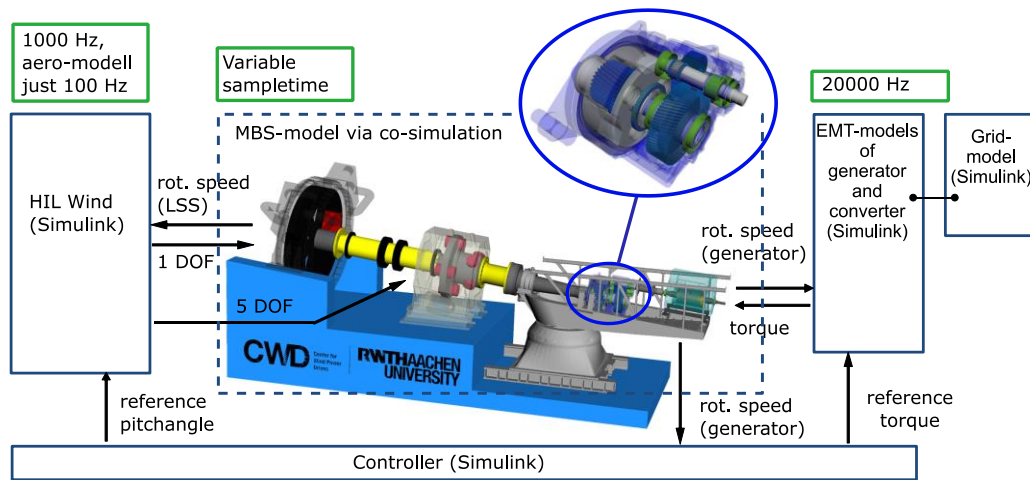 1000 Hz,
aero-modell
just 100 Hz
Variable
sampletime
20000 Hz
MBS-model via co-simulation
HIL Wind
(Simulink)
rot. speed
(LSS)
1 DOF
5 DOF
EMT-models
of
generator
and
converter
(Simulink)
Grid-
model
(Simulink)
rot. speed
(generator)
torque
CWD
Center for
Wind Power
Drives
RWTHAACHEN
UNIVERSITY
reference
pitchangle
rot. speed
(generator)
reference
torque
Controller (Simulink)